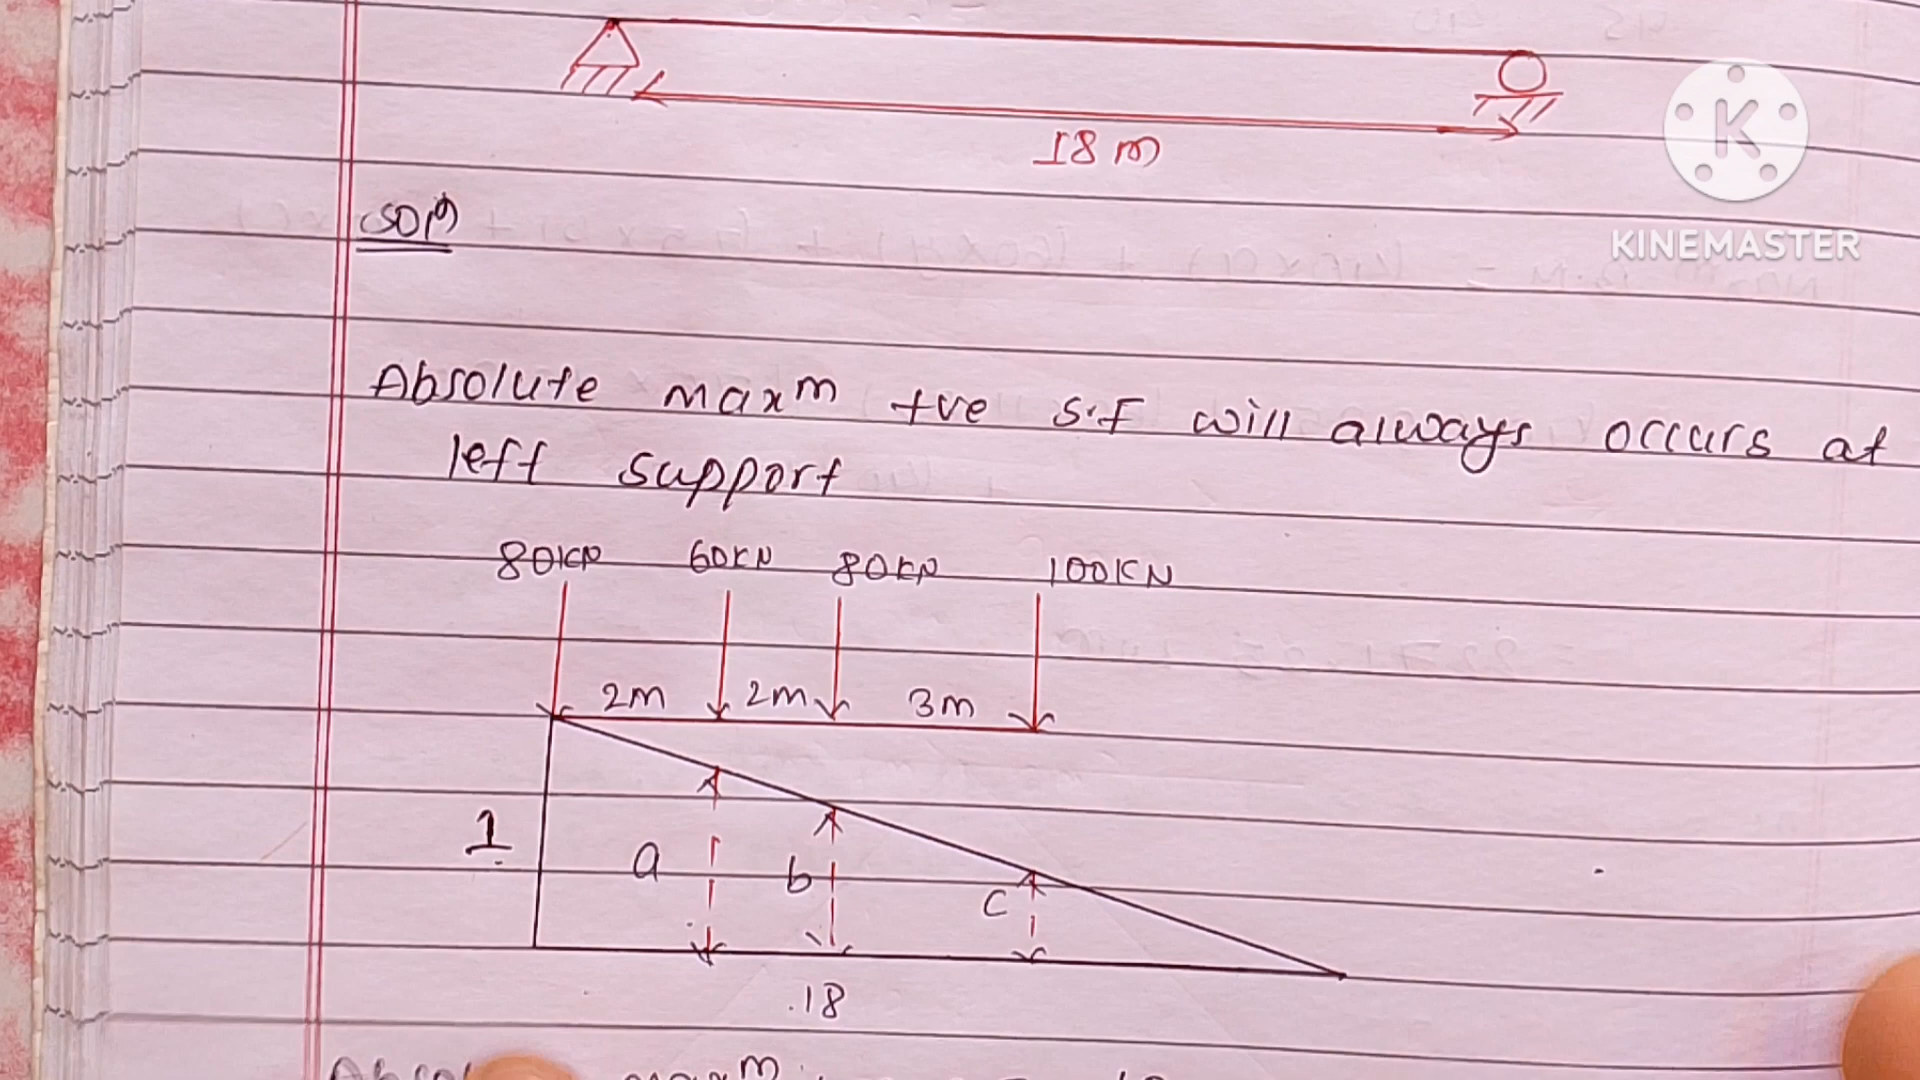 18 m
K
KINEMASTER
Soln
Absolute maxm +ve S.F will always occurs at
left support
80KN 60KN 80KN 100KN
2m 2m 3m
1 a b c
18
maxm